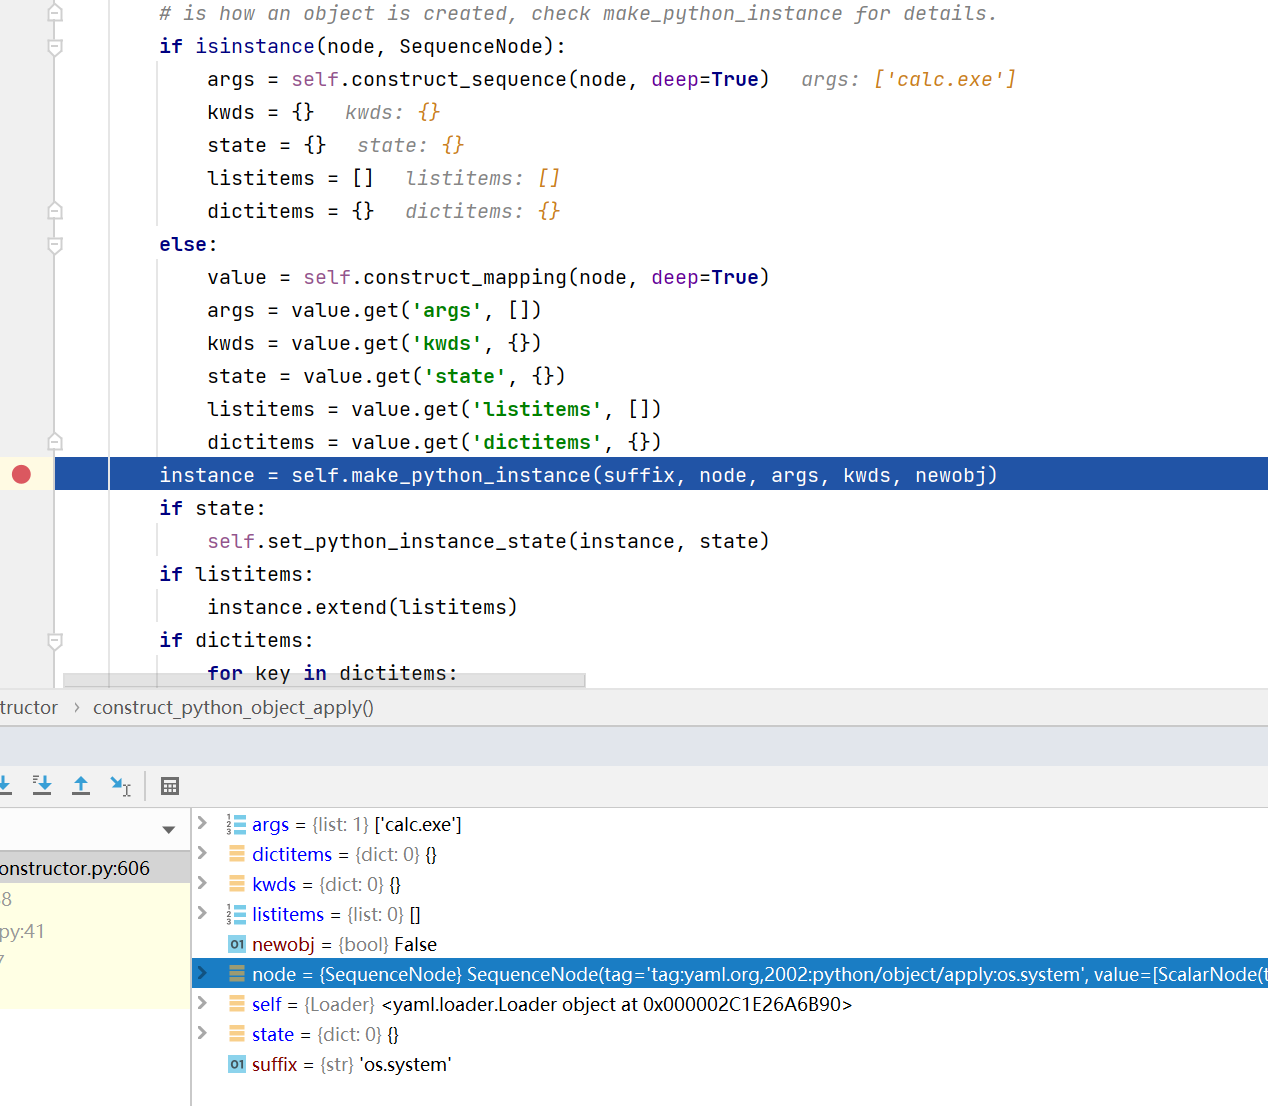 # is how an object is created, check make_python_instance for details.
if isinstance(node, SequenceNode):
args = self.construct_sequence(node, deep=True) args: ['calc.exe']
kwds = {} kwds: {}
state = {} state: {}
listitems = [] listitems: []
dictitems = {} dictitems: {}
else:
value = self.construct_mapping(node, deep=True)
args = value.get('args', [])
kwds = value.get('kwds', {})
state = value.get('state', {})
listitems = value.get('listitems', [])
dictitems = value.get('dictitems', {})
instance = self.make_python_instance(suffix, node, args, kwds, newobj)
if state:
self.set_python_instance_state(instance, state)
if listitems:
instance.extend(listitems)
if dictitems:
for key in dictitems:
tructor › construct_python_object_apply()
onstructor.py:606
8
py:41
7
args = {list: 1} ['calc.exe']
dictitems = {dict: 0} {}
kwds = {dict: 0} {}
listitems = {list: 0} []
01 newobj = {bool} False
node = {SequenceNode} SequenceNode(tag='tag:yaml.org,2002:python/object/apply:os.system', value=[ScalarNode(t
self = {Loader} <yaml.loader.Loader object at 0x000002C1E26A6B90>
state = {dict: 0} {}
01 suffix = {str} 'os.system'